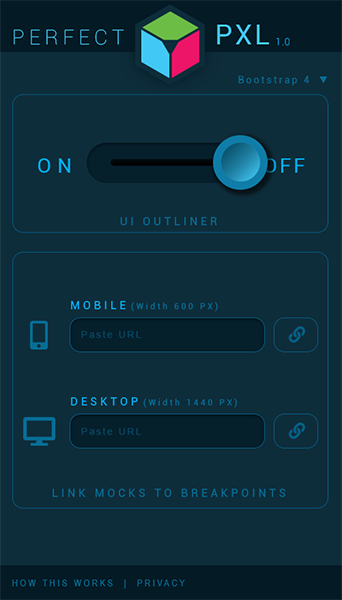 PERFECT PXL 1.0
Bootstrap 4
ON OFF
UI OUTLINER
MOBILE (Width 600 PX)
Paste URL
DESKTOP (Width 1440 PX)
Paste URL
LINK MOCKS TO BREAKPOINTS
HOW THIS WORKS | PRIVACY